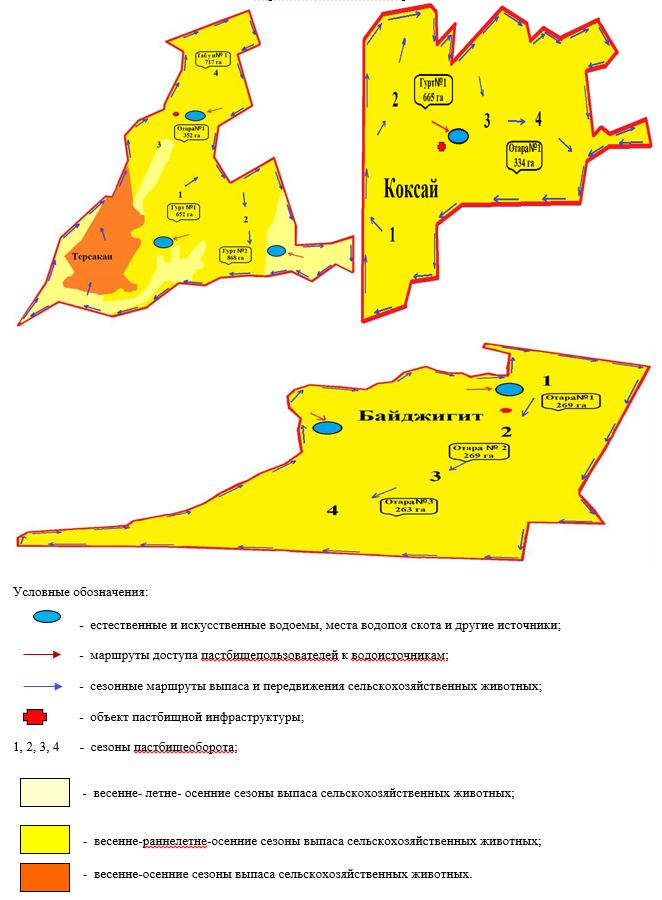 Табун№ 1
717 га
4
Отара№1
352 га
3
1
Гурт №1
652 га
2
Гурт №2
868 га
Терсакан
2
Гурт№1
665 га
3
4
Отара№1
334 га
Коксай
1
1
Отара№1
269 га
Байджигит
2
Отара № 2
269 га
3
Отара№3
263 га
4
Условные обозначения:
- естественные и искусственные водоемы, места водопоя скота и другие источники;
- маршруты доступа пастбищепользователей к водоисточникам;
- сезонные маршруты выпаса и передвижения сельскохозяйственных животных;
- объект пастбищной инфраструктуры;
1, 2, 3, 4 - сезоны пастбищеоборота;
- весенне- летне- осенние сезоны выпаса сельскохозяйственных животных;
- весенне-раннелетне-осенние сезоны выпаса сельскохозяйственных животных;
- весенне-осенние сезоны выпаса сельскохозяйственных животных.